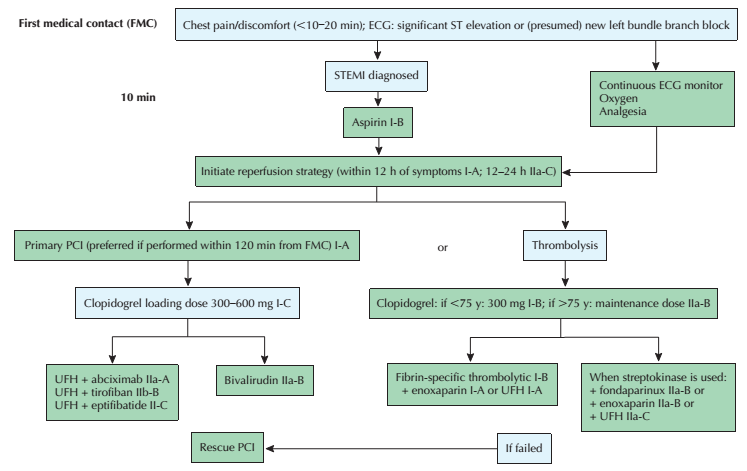 First medical contact (FMC)
Chest pain/discomfort (<10–20 min); ECG: significant ST elevation or (presumed) new left bundle branch block
STEMI diagnosed
10 min
Continuous ECG monitor
Oxygen
Analgesia
Aspirin I-B
Initiate reperfusion strategy (within 12 h of symptoms I-A; 12–24 h IIa-C)
Primary PCI (preferred if performed within 120 min from FMC) I-A
or
Thrombolysis
Clopidogrel loading dose 300–600 mg I-C
Clopidogrel: if <75 y: 300 mg I-B; if >75 y: maintenance dose IIa-B
UFH + abciximab IIa-A
UFH + tirofiban IIb-B
UFH + eptifibatide II-C
Bivalirudin IIa-B
Fibrin-specific thrombolytic I-B
+ enoxaparin I-A or UFH I-A
When streptokinase is used:
+ fondaparinux IIa-B or
+ enoxaparin IIa-B or
+ UFH IIa-C
Rescue PCI
If failed